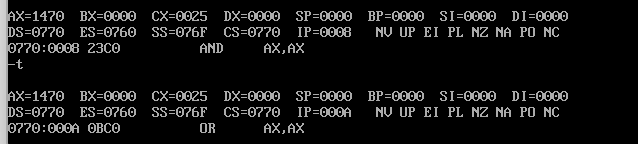 AX=1470 BX=0000 CX=0025 DX=0000 SP=0000 BP=0000 SI=0000 DI=0000
DS=0770 ES=0760 SS=076F CS=0770 IP=0008 NV UP EI PL NZ NA PO NC
0770:0008 23C0 AND AX,AX
-t
AX=1470 BX=0000 CX=0025 DX=0000 SP=0000 BP=0000 SI=0000 DI=0000
DS=0770 ES=0760 SS=076F CS=0770 IP=000A NV UP EI PL NZ NA PO NC
0770:000A 0BC0 OR AX,AX